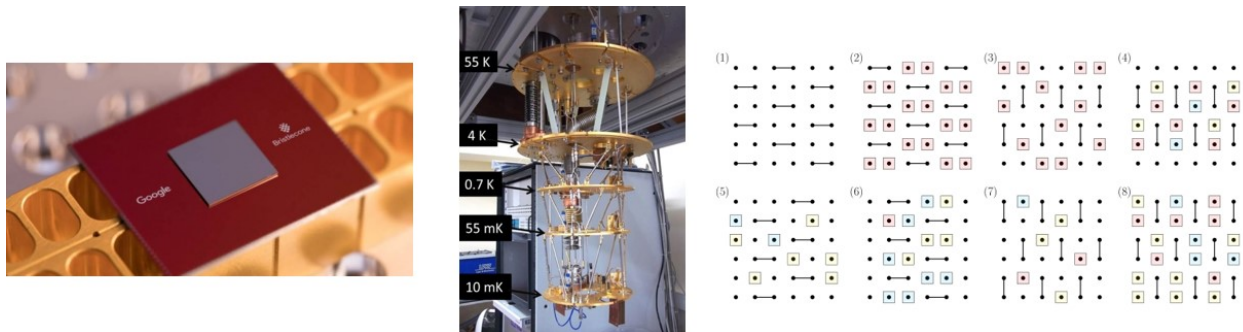 Google
Bristlecone
55 K
4 K
0.7 K
55 mK
10 mK
(1)
(2)
(3)
(4)
(5)
(6)
(7)
(8)